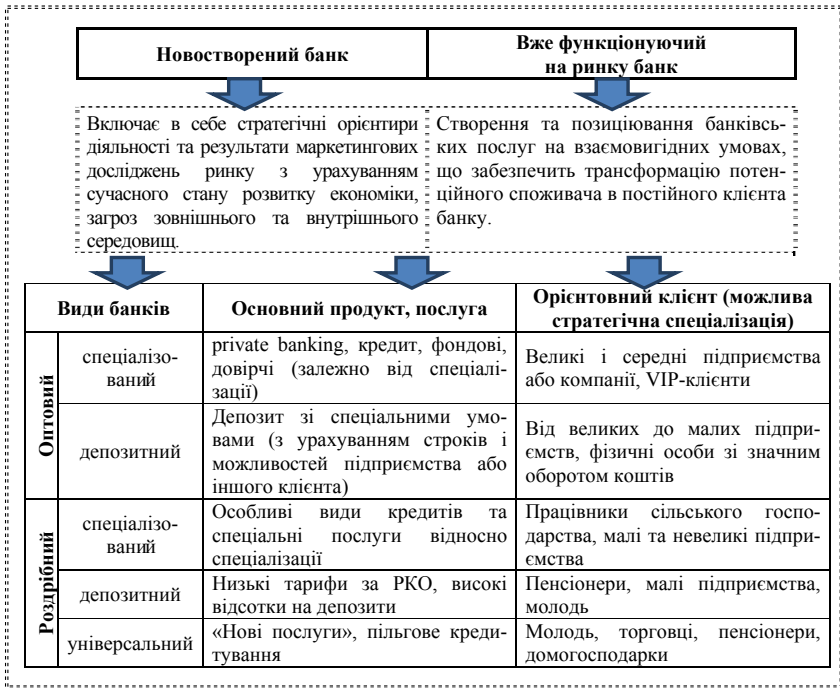 Новостворений банк
Вже функціонуючий
на ринку банк
Включає в себе стратегічні орієнтири
діяльності та результати маркетингових
досліджень ринку з урахуванням
сучасного стану розвитку економіки,
загроз зовнішнього та внутрішнього
середовищ.
Створення та позиціювання банківсь-
ких послуг на взаємовигідних умовах,
що забезпечить трансформацію потен-
ційного споживача в постійного клієнта
банку.
Види банків
Основний продукт, послуга
Орієнтовний клієнт (можлива
стратегічна спеціалізація)
Оптовий
спеціалізо-
ваний
private banking, кредит, фондові,
довірчі (залежно від спеціалі-
зації)
Великі і середні підприємства
або компанії, VIP-клієнти
депозитний
Депозит зі спеціальними умо-
вами (з урахуванням строків і
можливостей підприємства або
іншого клієнта)
Від великих до малих підпри-
ємств, фізичні особи зі значним
оборотом коштів
Роздрібний
спеціалізо-
ваний
Особливі види кредитів та
спеціальні послуги відносно
спеціалізації
Працівники сільського госпо-
дарства, малі та невеликі підпри-
ємства
депозитний
Низькі тарифи за РКО, високі
відсотки на депозити
Пенсіонери, малі підприємства,
молодь
універсальний
«Нові послуги», пільгове креди-
тування
Молодь, торговці, пенсіонери,
домогосподарки